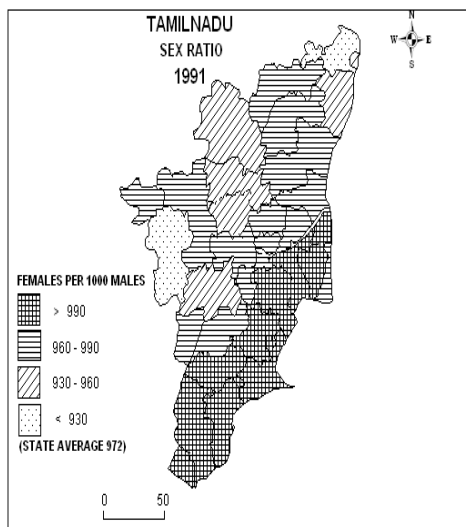 TAMILNADU
SEX RATIO
1991
N
W E
S
FEMALES PER 1000 MALES
> 990
960-990
930-960
< 930
(STATE AVERAGE 972)
0 50